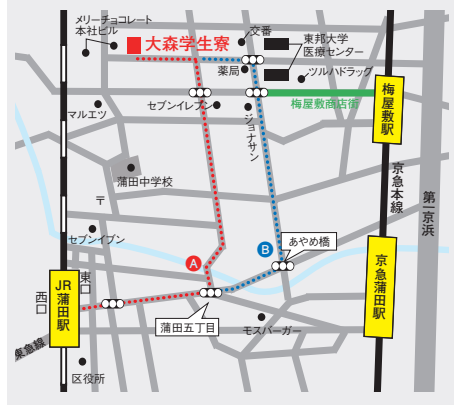 メリーチョコレート
本社ビル
大森学生寮
交番
東邦大学
医療センター
薬局
ツルハドラッグ
セブンイレブン
梅屋敷商店街
梅屋敷駅
マルエツ
ジョナサン
蒲田中学校
京急本線
第一京浜
〒
セブンイブン
A
B
あやめ橋
東口
西口
JR
蒲田駅
京急蒲田駅
蒲田五丁目
モスバーガー
東急線
区役所